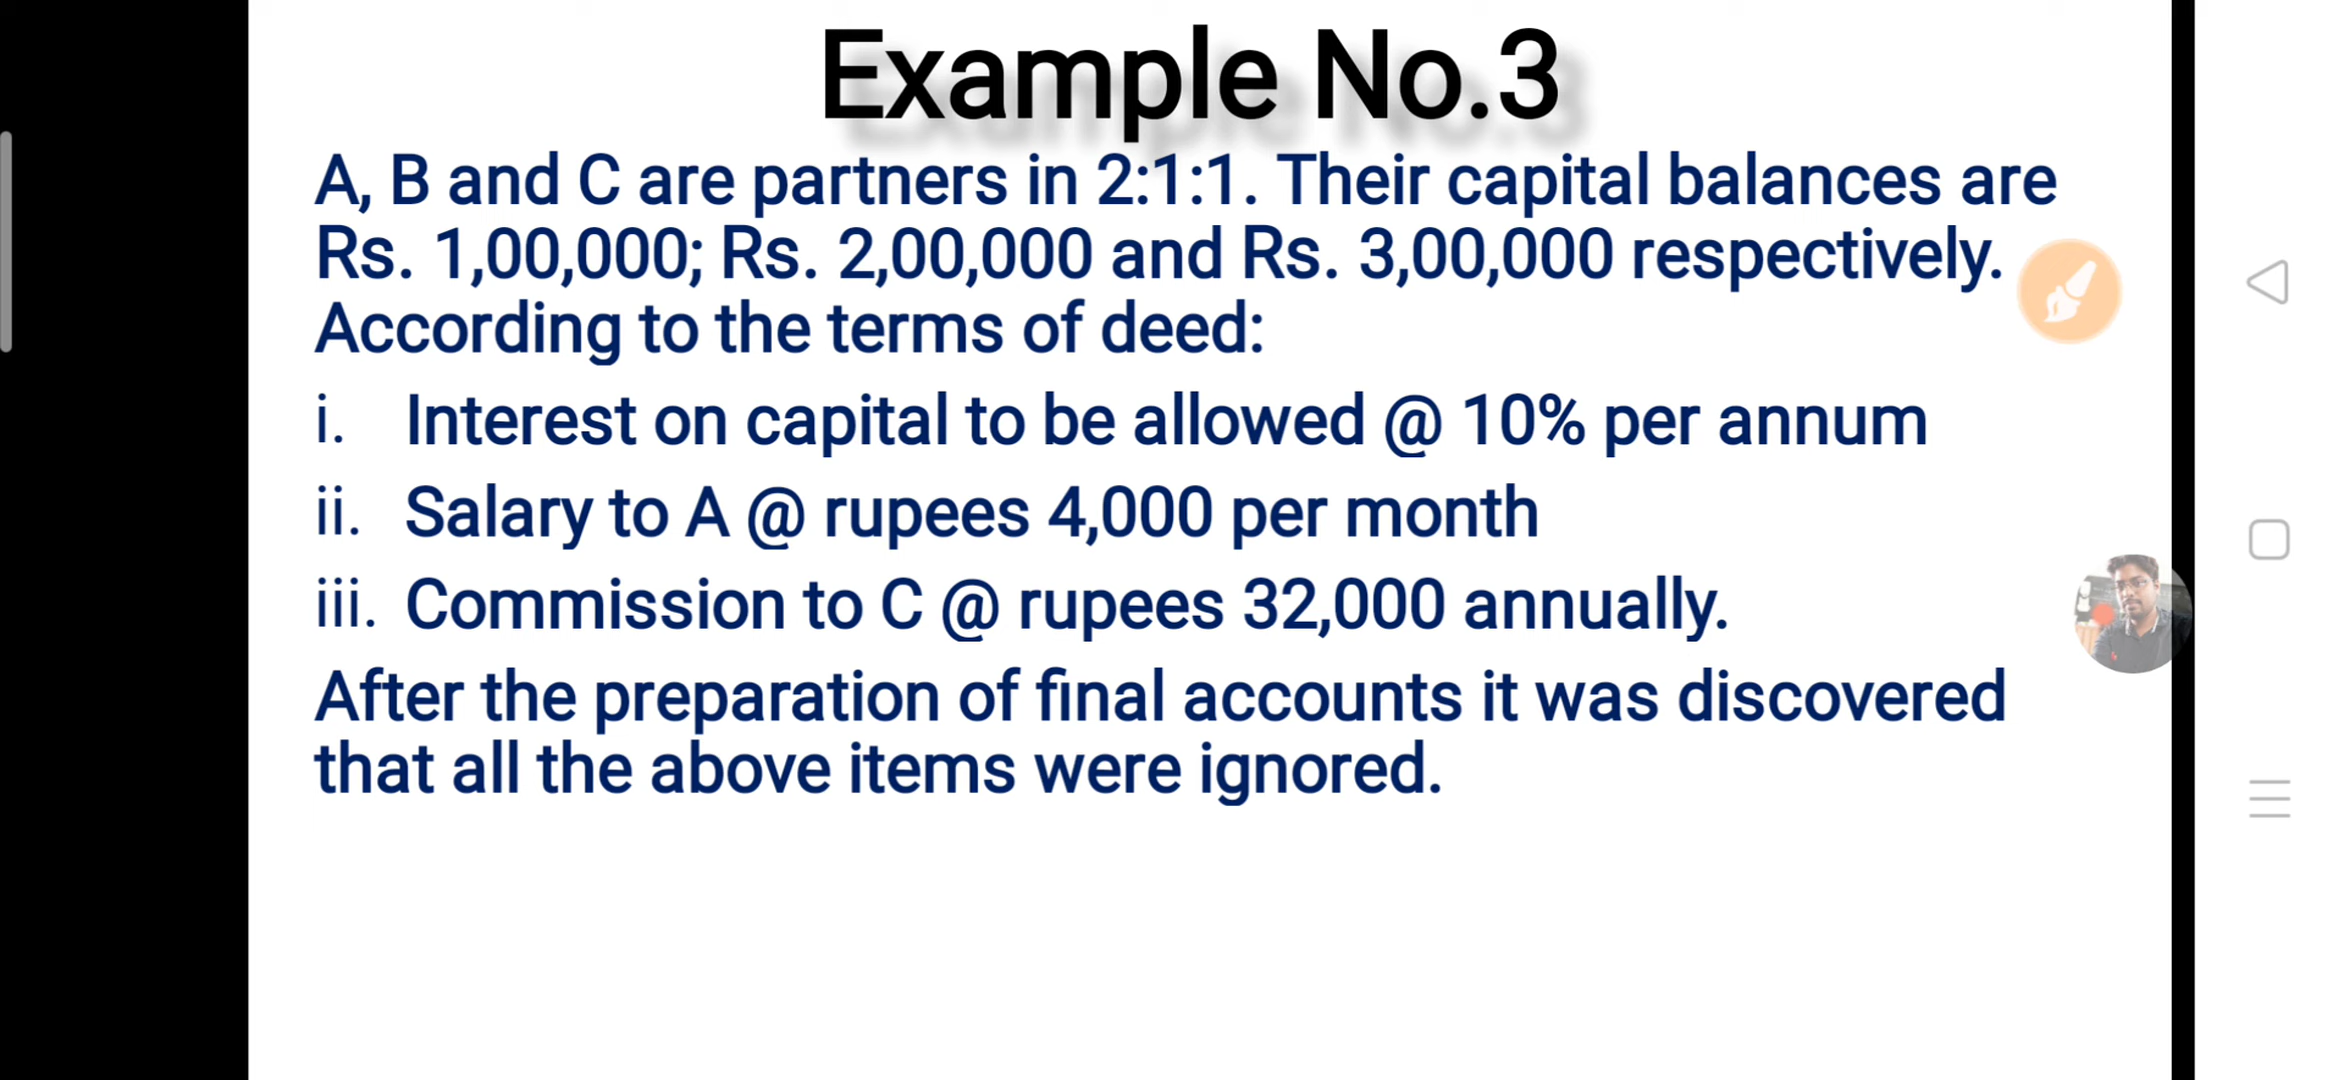 Example No.3
A, B and C are partners in 2:1:1. Their capital balances are
Rs. 1,00,000; Rs. 2,00,000 and Rs. 3,00,000 respectively.
According to the terms of deed:
i. Interest on capital to be allowed @ 10% per annum
ii. Salary to A @ rupees 4,000 per month
iii. Commission to C @ rupees 32,000 annually.
After the preparation of final accounts it was discovered
that all the above items were ignored.